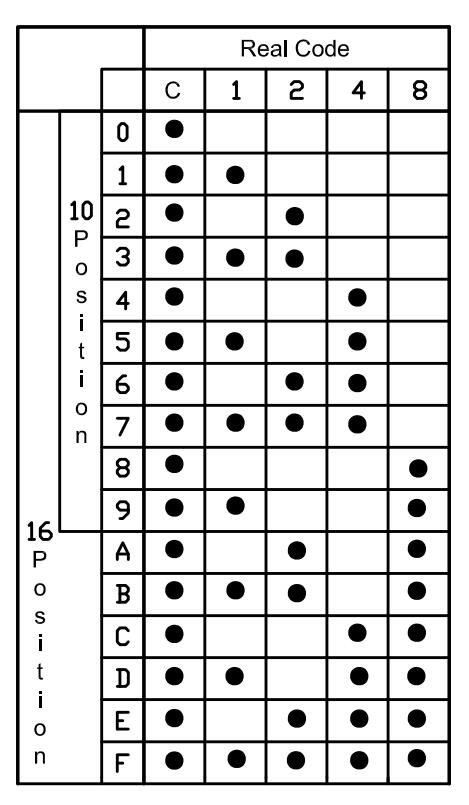 Real Code
C 1 2 4 8
0 ●
1 ● ●
2 ● ●
3 ● ● ●
4 ● ●
5 ● ● ●
6 ● ● ●
7 ● ● ● ●
8 ● ●
9 ● ● ●
A ● ● ●
B ● ● ● ●
C ● ● ●
D ● ● ● ●
E ● ● ● ●
F ● ● ● ● ●
10 Position
16 Position